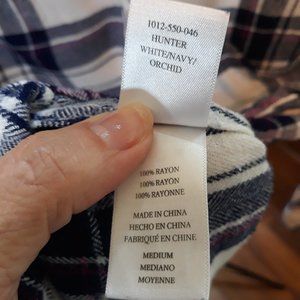 1012-550-046
HUNTER
WHITE/NAVY/
ORCHID
100% RAYON
100% RAYON
100% RAYONNE
MADE IN CHINA
HECHO EN CHINA
FABRIQUÉ EN CHINE
MEDIUM
MEDIANO
MOYENNE